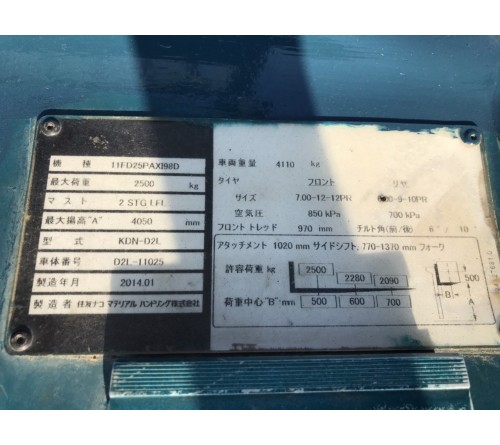 機種 11FD25PAXI98D
最大荷重 2500 kg
マスト 2 STG LFL
最大揚高"A" 4050 mm
型式 KDN-D2L
車体番号 D2L-11025
製造年月 2014.01
製造者 住友ナコ マテリアル ハンドリング株式会社
車両重量 4110 kg
タイヤ フロント リヤ
サイズ 7.00-12-12PR 6.00-9-10PR
空気圧 850 kPa 700 kPa
フロント トレッド 970 mm チルト角(前/後) 6 / 10
アタッチメント 1020 mm サイドシフト, 770-1370 mm フォーク
許容荷重 kg 2500 2280 2090
500
荷重中心"B" mm 500 600 700
B
A